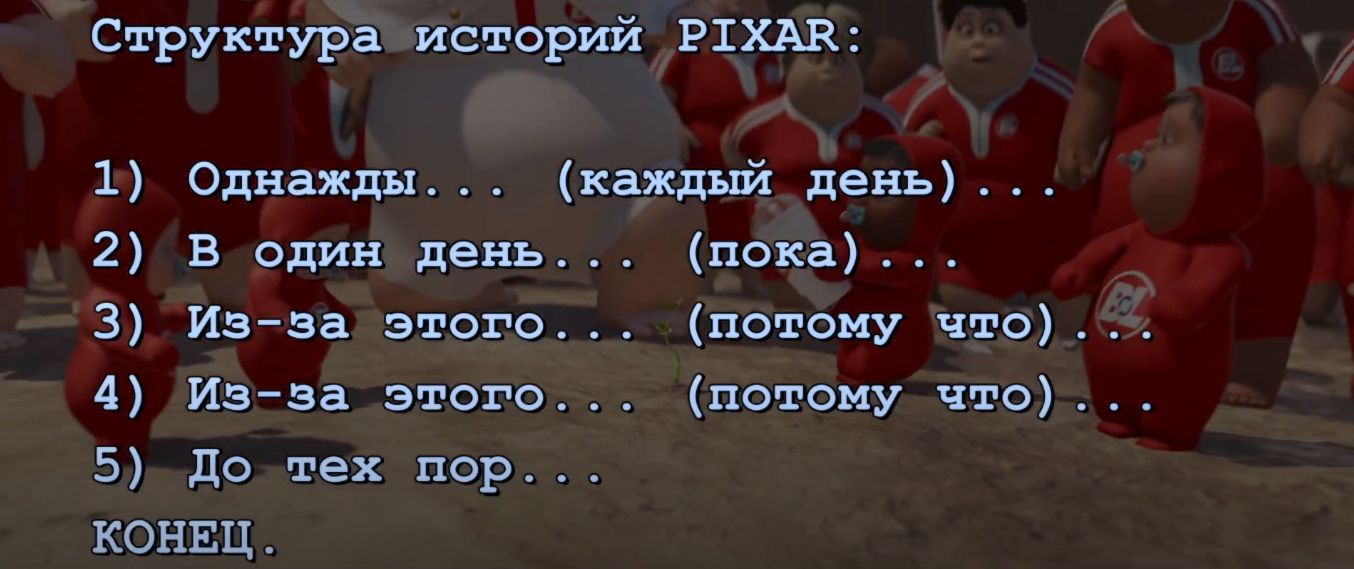 Структура историй PIXAR:
1) Однажды... (каждый день)...
2) В один день... (пока)...
3) Из-за этого... (потому что)...
4) Из-за этого... (потому что)...
5) До тех пор...
КОНЕЦ.
BnL